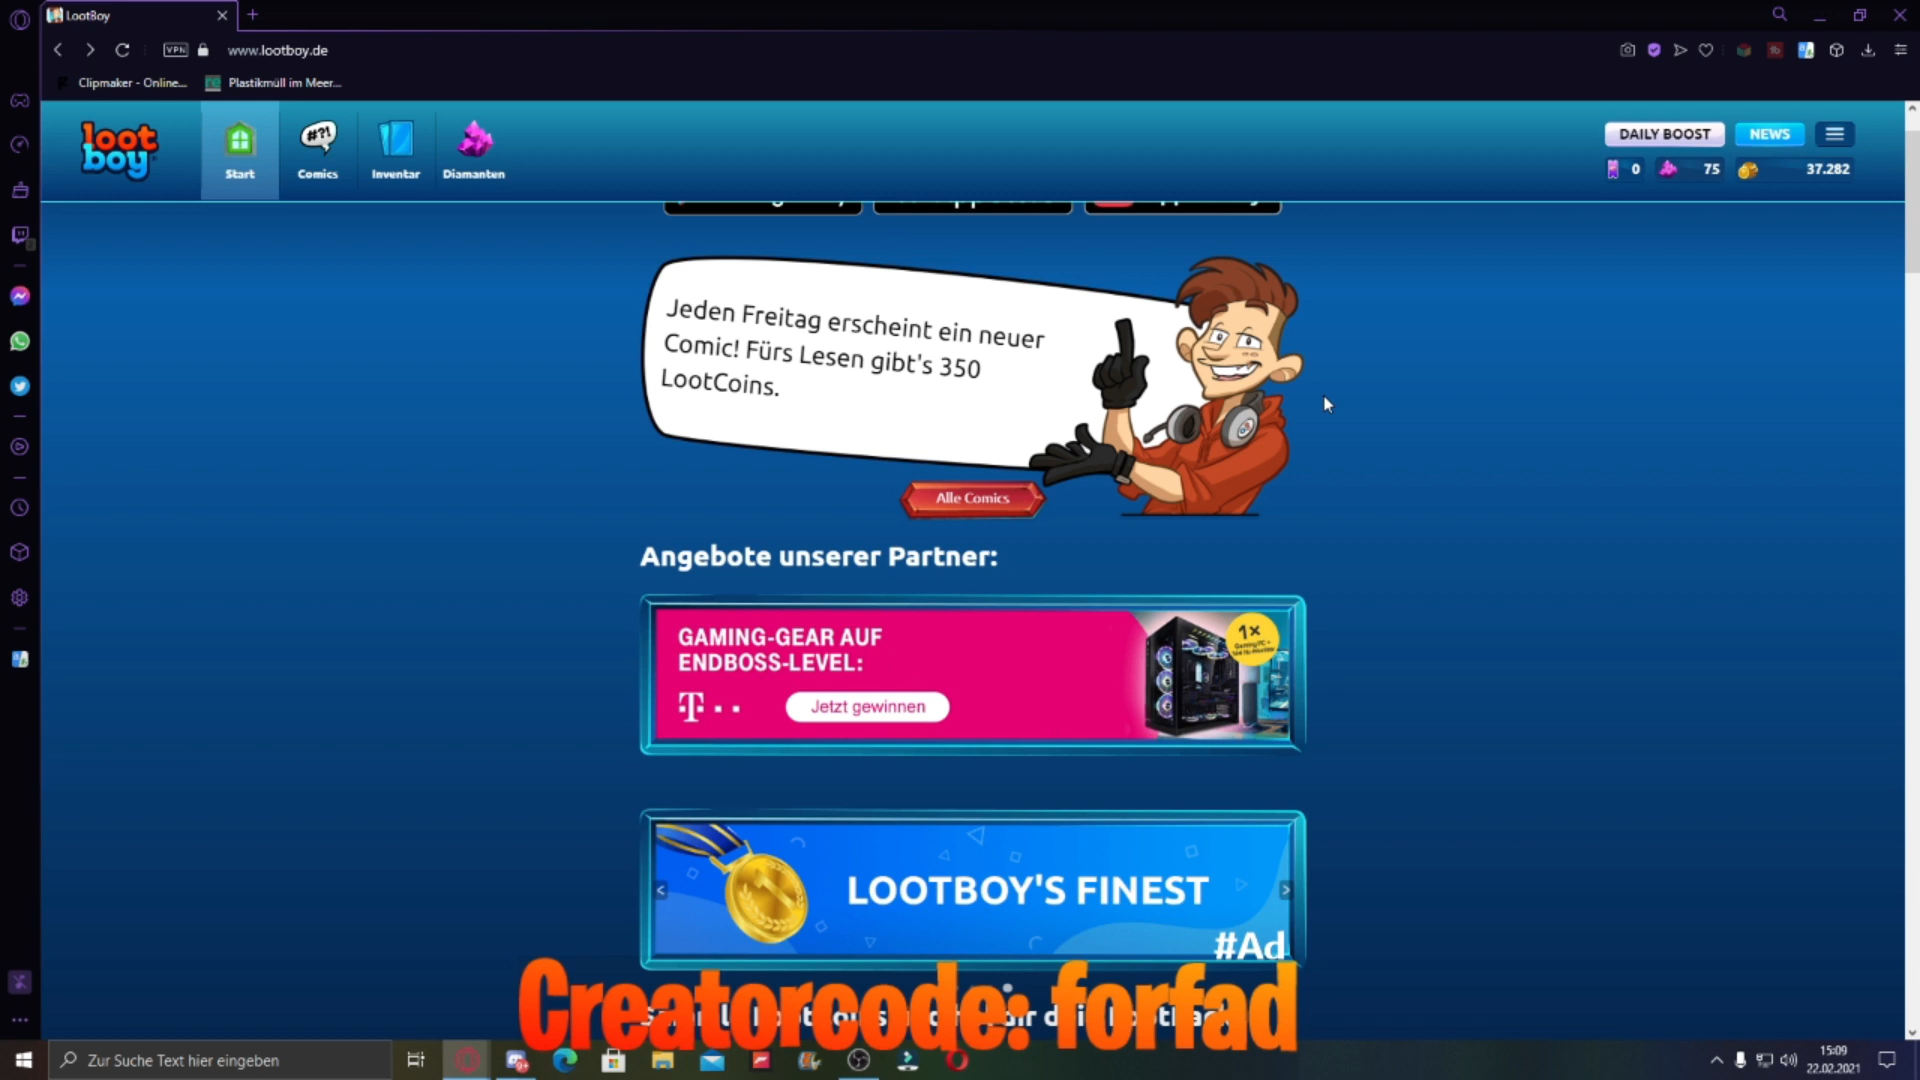 LootBoy
VPN
www.lootboy.de
Clipmaker - Online...
Plastikmüll im Meer...
loot
boy
#?!
Start
Comics
Inventar
Diamanten
DAILY BOOST
NEWS
0
75
37.282
Jeden Freitag erscheint ein neuer
Comic! Fürs Lesen gibt's 350
LootCoins.
Alle Comics
Angebote unserer Partner:
GAMING-GEAR AUF
ENDBOSS-LEVEL:
T
Jetzt gewinnen
1x
Gaming PC +
LOOTBOY'S FINEST
#Ad
Creatorcode: forfad
Zur Suche Text hier eingeben
15:09
22.02.2021